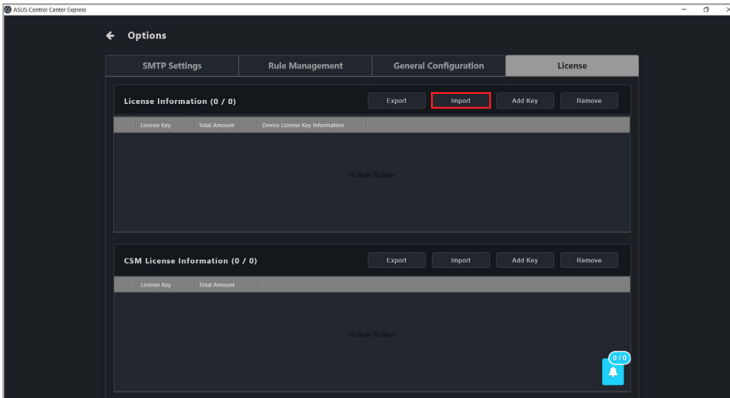 ASUS Control Center Express
Options
SMTP Settings Rule Management General Configuration License
License Information (0 / 0) Export Import Add Key Remove
License Key Total Amount Device License Key Information
No Rows To Show
CSM License Information (0 / 0) Export Import Add Key Remove
License Key Total Amount
No Rows To Show
0 / 0